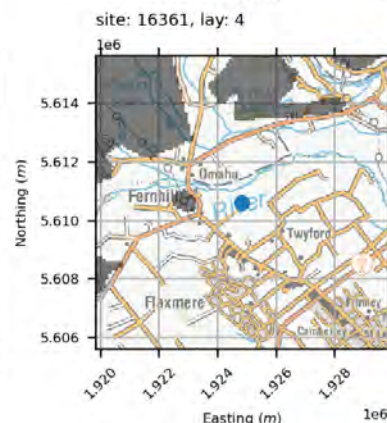 site: 16361, lay: 4
1e6
5.614
5.612
5.610
5.608
5.606
Northing (m)
Omaha
Fernhill
River
Twyford
Flaxmere
Camberley
1.920
1.922
1.924
1.926
1.928
Easting (m)
1e6